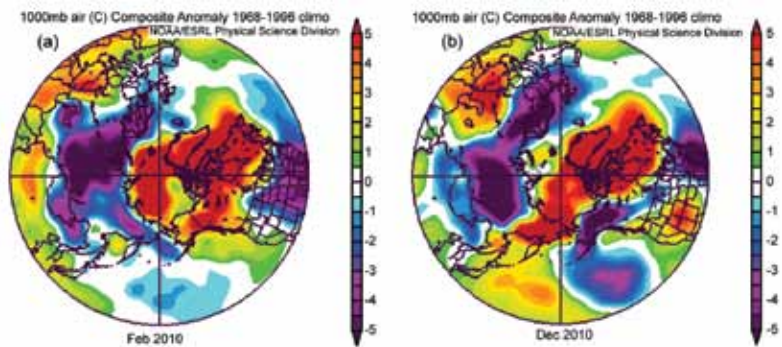 1000mb air (C) Composite Anomaly 1968-1996 climo
NOAA/ESRL Physical Science Division
(a)
5
4
3
2
1
0
-1
-2
-3
-4
-5
Feb 2010
1000mb air (C) Composite Anomaly 1968-1996 climo
NOAA/ESRL Physical Science Division
(b)
5
4
3
2
1
0
-1
-2
-3
-4
-5
Dec 2010